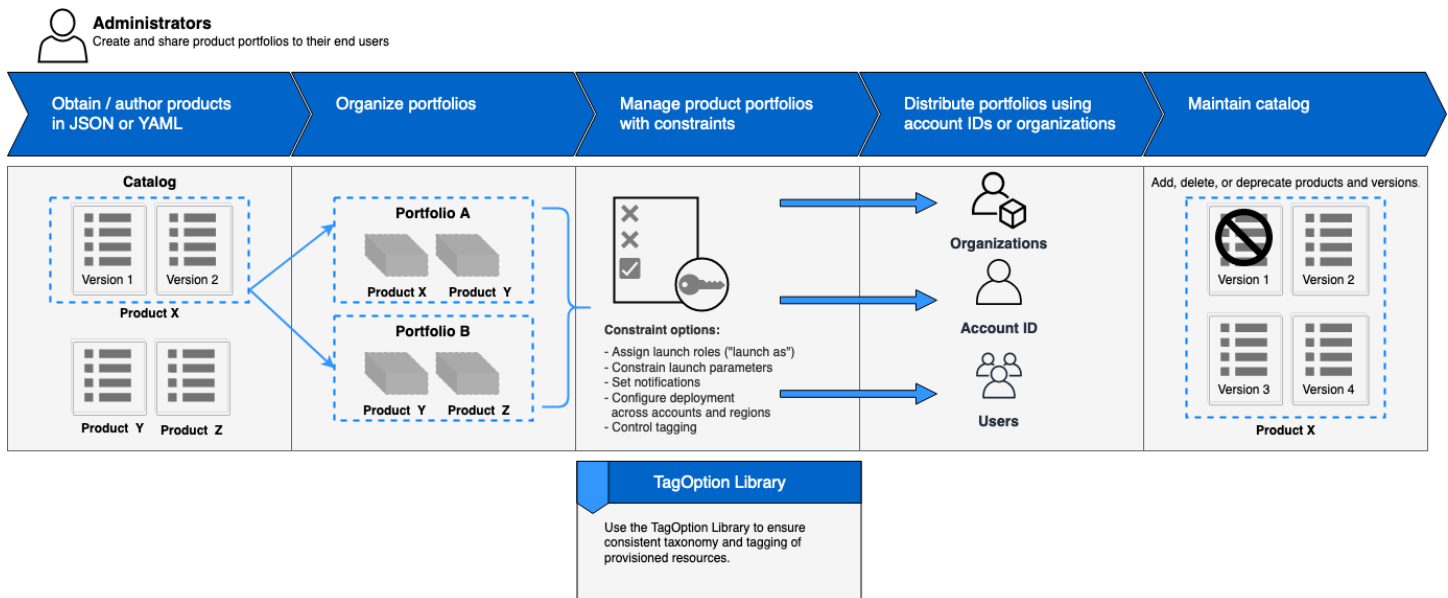 Administrators
Create and share product portfolios to their end users
Obtain / author products
in JSON or YAML
Organize portfolios
Manage product portfolios
with constraints
Distribute portfolios using
account IDs or organizations
Maintain catalog
Catalog
Version 1
Version 2
Product X
Product Y
Product Z
Portfolio A
Product X
Product Y
Portfolio B
Product Y
Product Z
Constraint options:
- Assign launch roles ("launch as")
- Constrain launch parameters
- Set notifications
- Configure deployment
across accounts and regions
- Control tagging
Organizations
Account ID
Users
Add, delete, or deprecate products and versions.
Version 1
Version 2
Version 3
Version 4
Product X
TagOption Library
Use the TagOption Library to ensure
consistent taxonomy and tagging of
provisioned resources.